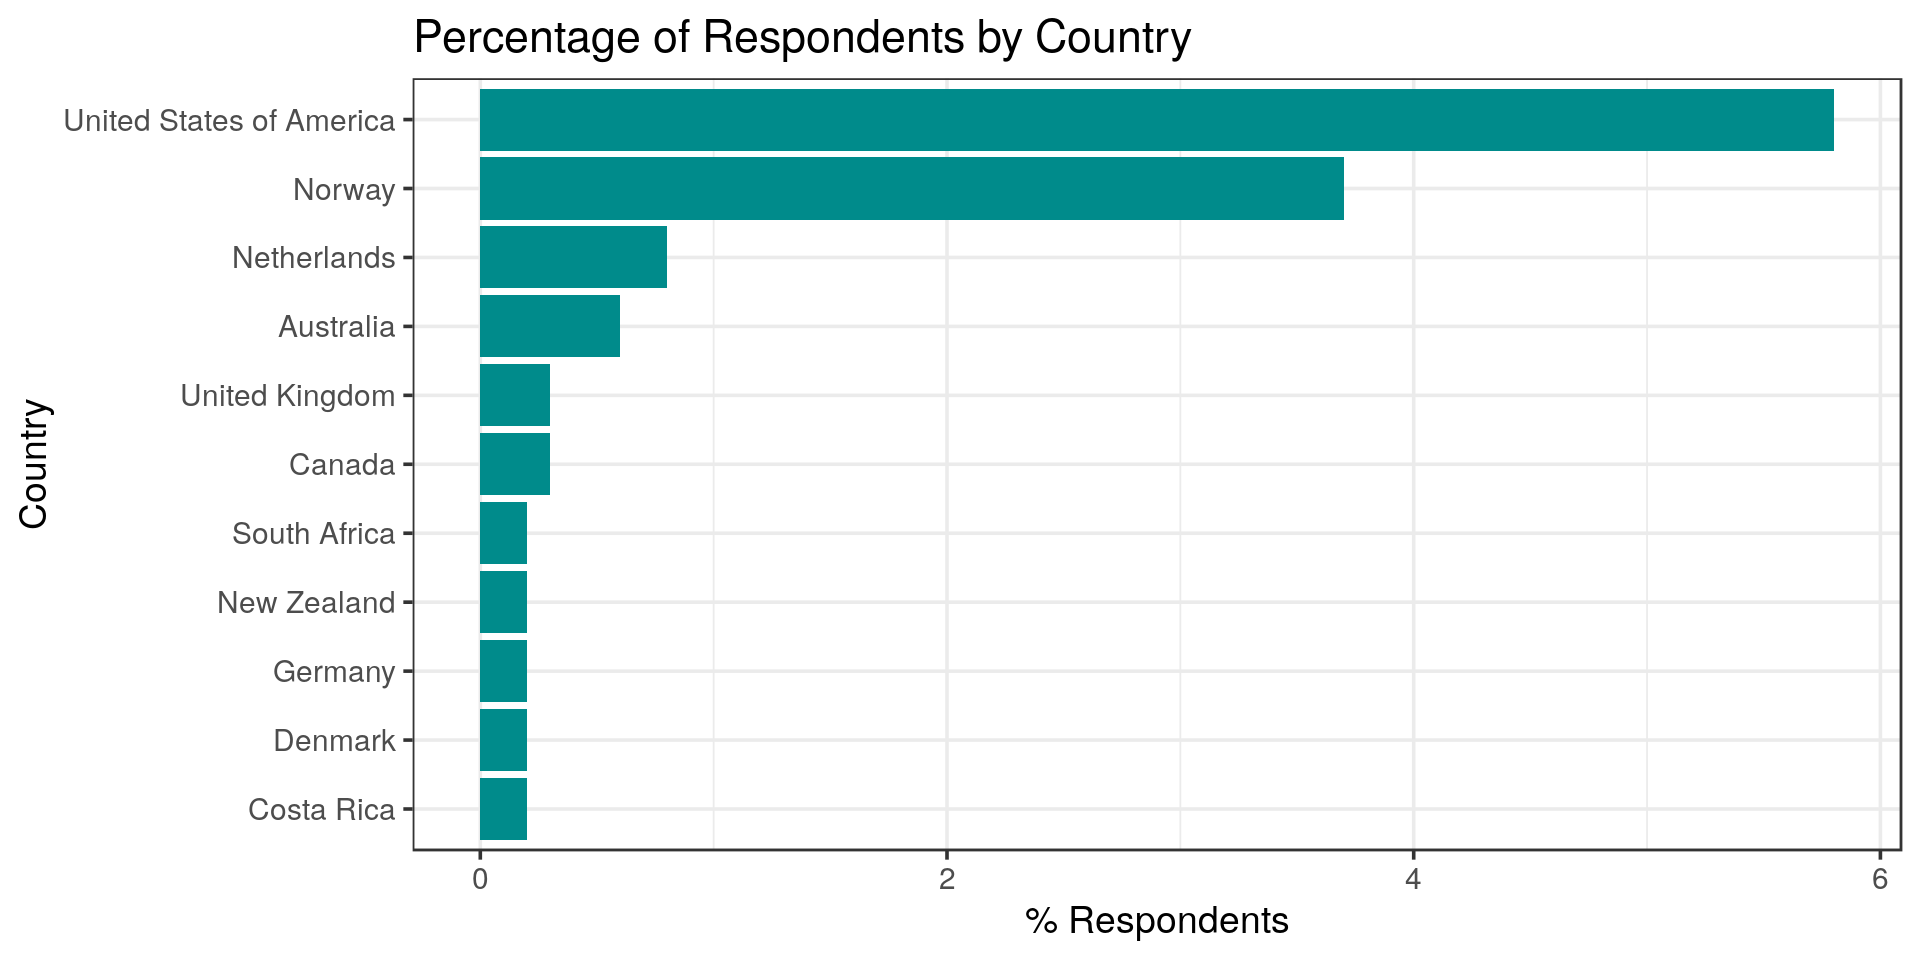 Percentage of Respondents by Country
United States of America
Norway
Netherlands
Australia
United Kingdom
Canada
South Africa
New Zealand
Germany
Denmark
Costa Rica
Country
0 2 4 6
% Respondents